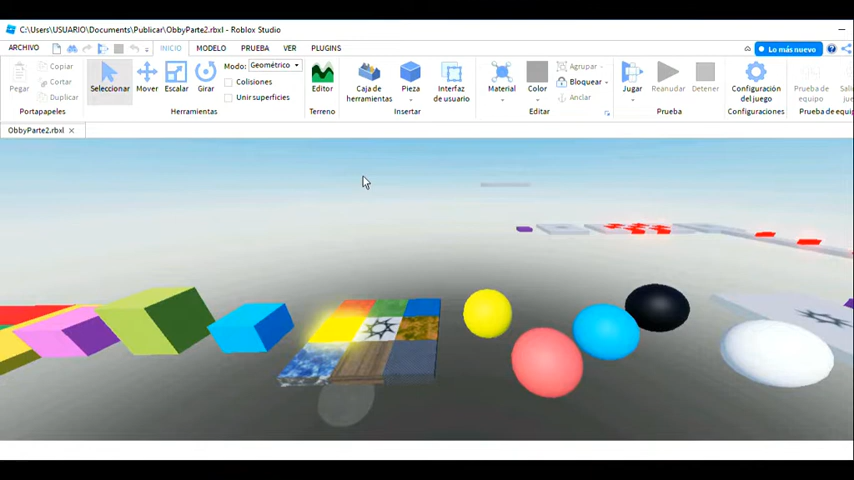 C:\Users\USUARIO\Documents\Publicar\ObbyParte2.rbxl - Roblox Studio
ARCHIVO INICIO MODELO PRUEBA VER PLUGINS Lo más nuevo
Pegar Copiar Cortar Duplicar
Portapapeles
Seleccionar Mover Escalar Girar
Modo: Geométrico
Colisiones
Unir superficies
Herramientas
Editor
Terreno
Caja de herramientas
Pieza
Interfaz de usuario
Insertar
Material Color
Agrupar
Bloquear
Anclar
Editar
Jugar Reanudar Detener
Prueba
Configuración del juego
Configuraciones
Prueba de equipo
ObbyParte2.rbxl